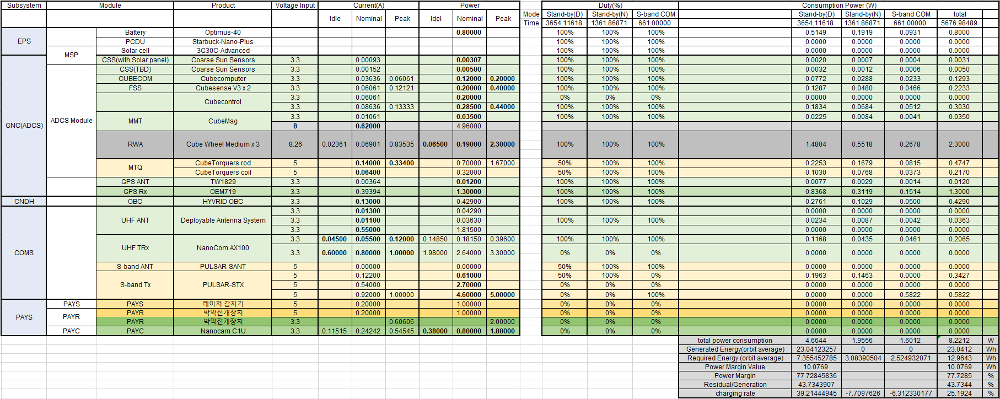 Subsystem Module Product Voltage Input Current(A) Power Duty(%) Consumption Power (W)
Idle Nominal Peak Idel Nominal Peak Mode Stand-by(D) Stand-by(N) S-band COM Stand-by(D) Stand-by(N) S-band COM total
Time 3654.11618 1361.86871 661.00000 3654.11618 1361.86871 661.00000 5676.98489
EPS Battery Optimus-40 0.80000 100% 100% 100% 0.5149 0.1919 0.0931 0.8000
PCDU Starbuck-Nano-Plus 100% 100% 100% 0.0000 0.0000 0.0000 0.0000
MSP Solar cell 3G30C-Advanced 100% 100% 100% 0.0000 0.0000 0.0000 0.0000
GNC(ADCS) CSS(with Solar panel) Coarse Sun Sensors 3.3 0.00093 0.00307 100% 100% 100% 0.0020 0.0007 0.0004 0.0031
ADCS Module CSS(TBD) Coarse Sun Sensors 3.3 0.00152 0.00500 100% 100% 100% 0.0032 0.0012 0.0006 0.0050
CUBECOM Cubecomputer 3.3 0.03636 0.06061 0.12000 0.20000 100% 100% 100% 0.0772 0.0288 0.0233 0.1293
FSS Cubesense V3 x 2 3.3 0.06061 0.12121 0.20000 0.40000 100% 100% 100% 0.1287 0.0480 0.0466 0.2233
Cubecontrol 3.3 0.06061 0.20000 0% 0% 0% 0.0000 0.0000 0.0000 0.0000
3.3 0.08636 0.13333 0.28500 0.44000 100% 100% 100% 0.1834 0.0684 0.0512 0.3030
MMT CubeMag 3.3 0.01061 0.03500 100% 100% 100% 0.0225 0.0084 0.0041 0.0350
8 0.62000 4.96000
RWA Cube Wheel Medium x 3 8.26 0.02361 0.06901 0.83535 0.06500 0.19000 2.30000 100% 100% 100% 1.4804 0.5518 0.2678 2.3000
MTQ CubeTorquers rod 5 0.14000 0.33400 0.70000 1.67000 50% 100% 100% 0.2253 0.1679 0.0815 0.4747
CubeTorquers coil 5 0.06400 0.32000 50% 100% 100% 0.1030 0.0768 0.0373 0.2170
GPS ANT TW1829 3.3 0.00364 0.01200 100% 100% 100% 0.0077 0.0029 0.0014 0.0120
GPS Rx OEM719 3.3 0.39394 1.30000 100% 100% 100% 0.8368 0.3119 0.1514 1.3000
CNDH OBC HYVRID OBC 3.3 0.13000 0.42900 100% 100% 100% 0.2761 0.1029 0.0500 0.4290
COMS UHF ANT Deployable Antenna System 3.3 0.01300 0.04290 0.0000 0.0000 0.0000 0.0000
3.3 0.01100 0.03630 100% 100% 100% 0.0234 0.0087 0.0042 0.0363
3.3 0.55000 1.81500 0.0000 0.0000 0.0000 0.0000
UHF TRx NanoCom AX100 3.3 0.04500 0.05500 0.12000 0.14850 0.18150 0.39600 100% 100% 100% 0.1168 0.0435 0.0461 0.2065
3.3 0.60000 0.80000 1.00000 1.98000 2.64000 3.30000 0% 0% 0% 0.0000 0.0000 0.0000 0.0000
S-band ANT PULSAR-SANT 5 0.00000 0.00000 50% 100% 100% 0.0000 0.0000 0.0000 0.0000
S-band Tx PULSAR-STX 5 0.12200 0.61000 50% 100% 0% 0.1963 0.1463 0.0000 0.3427
5 0.54000 2.70000 0% 0% 0% 0.0000 0.0000 0.0000 0.0000
5 0.92000 1.00000 4.60000 5.00000 0% 0% 100% 0.0000 0.0000 0.5822 0.5822
PAYS PAYS PAYS 레이저 감지기 5 0.20000 1.00000 0% 0% 0% 0.0000 0.0000 0.0000 0.0000
PAYR PAYR 박막전개장치 5 0.20000 1.00000 0% 0% 0% 0.0000 0.0000 0.0000 0.0000
PAYR 박막전개장치 3.3 0.60606 2.00000 0% 0% 0% 0.0000 0.0000 0.0000 0.0000
PAYC PAYC Nanocam C1U 3.3 0.11515 0.24242 0.54545 0.38000 0.80000 1.80000 0% 0% 0% 0.0000 0.0000 0.0000 0.0000
total power consumption 4.6644 1.9556 1.6012 8.2212 W
Generated Energy(orbit average) 23.04123257 0 0 23.0412 Wh
Required Energy (orbit average) 7.355452785 3.08390504 2.524932071 12.9643 Wh
Power Margin Value 10.0769 10.0769 Wh
Power Margin 77.72845836 77.7285 %
Residual/Generation 43.7343907 43.7344 %
charging rate 39.21444945 -7.7097626 -6.312330177 25.1924 %